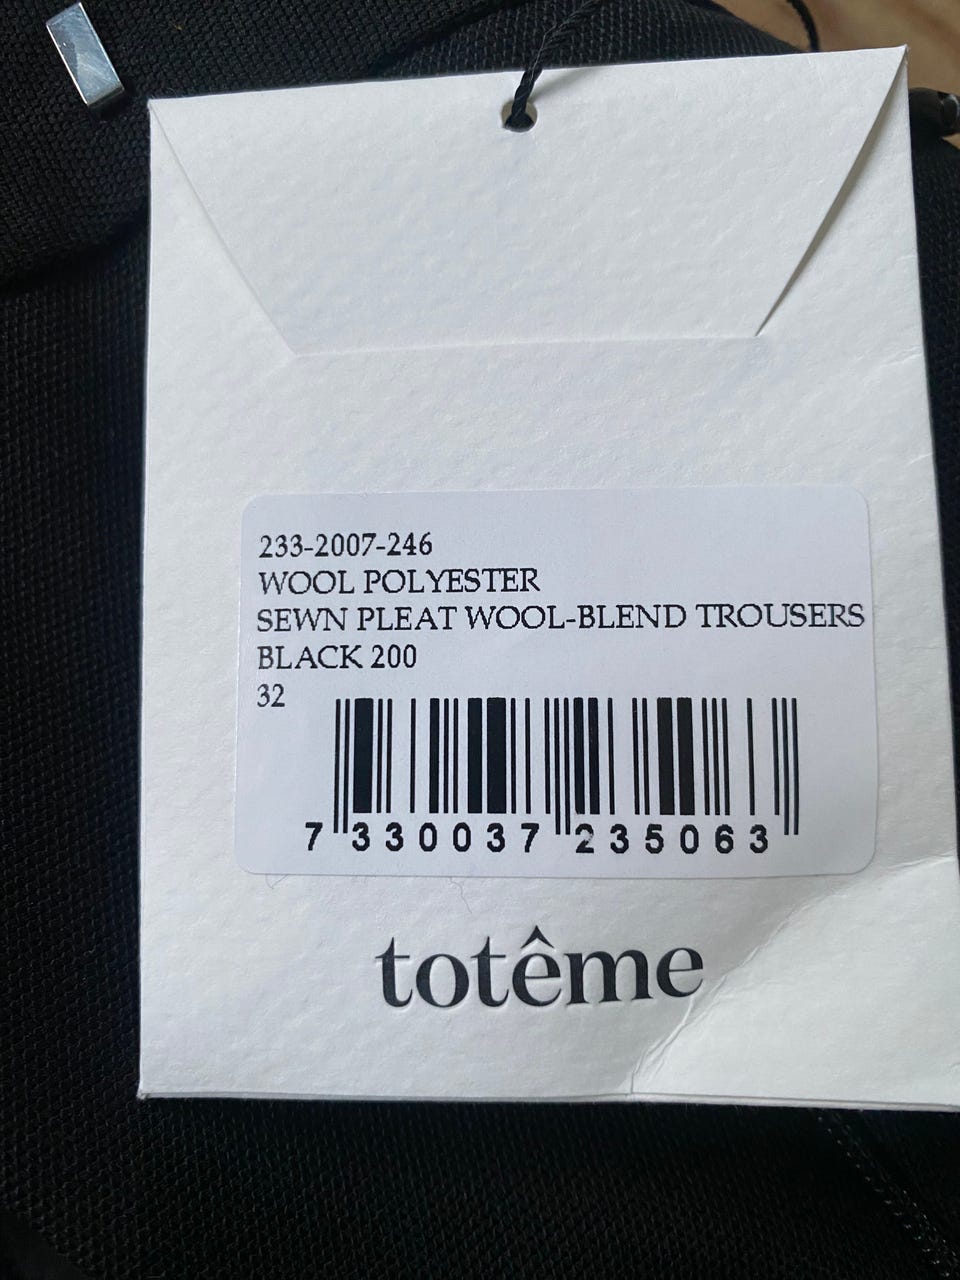 233-2007-246
WOOL POLYESTER
SEWN PLEAT WOOL-BLEND TROUSERS
BLACK 200
32
7 330037 235063
totême